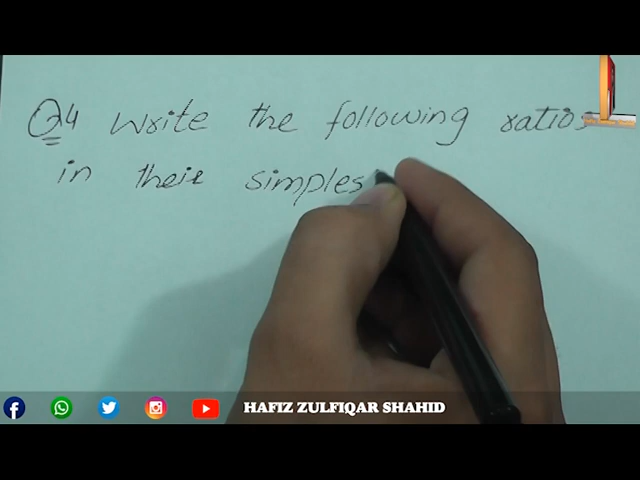 Q4 Write the following ratios
in their simples
HAFIZ ZULFIQAR SHAHID